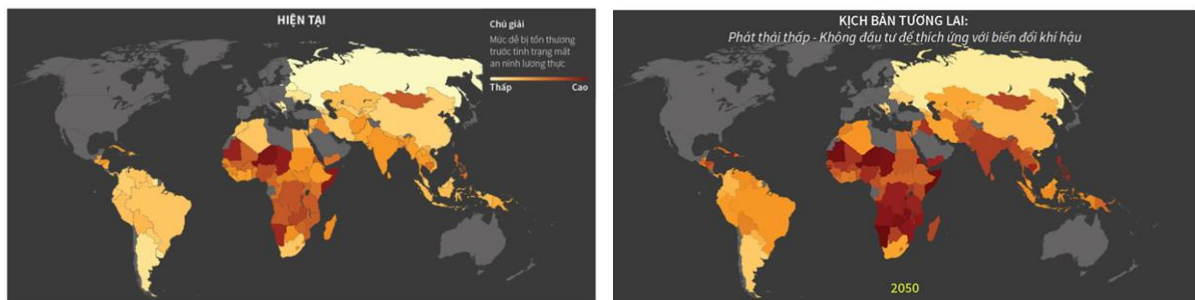 HIỆN TẠI
Chú giải
Mức dễ bị tổn thương
trước tình trạng mất
an ninh lương thực
Thấp
Cao
KỊCH BẢN TƯƠNG LAI:
Phát thải thấp - Không đầu tư để thích ứng với biến đổi khí hậu
2050